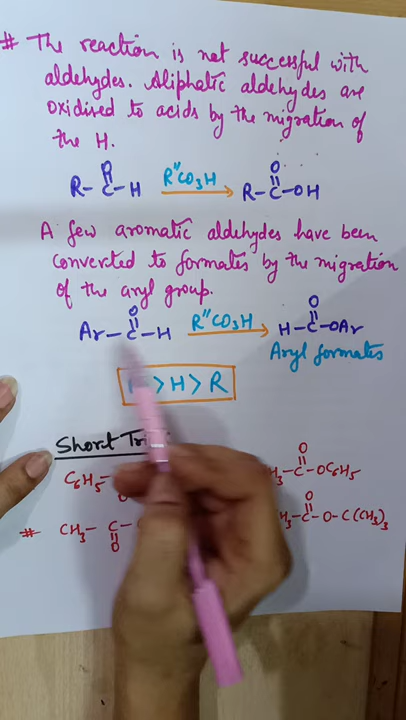 # The reaction is not successful with
aldehydes. Aliphatic aldehydes are
oxidised to acids by the migration of
the H.
O O
R-C-H R"CO3H R-C-OH
A few aromatic aldehydes have been
converted to formates by the migration
of the aryl group.
O O
Ar-C-H R"CO3H H-C-OAr
Aryl formates
> H > R
Short
O
C6H5- C-OC6H5
O
O
# CH3-C- C-O-C(CH3)3
O